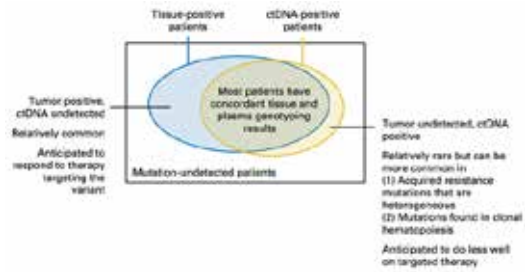 Tissue-positive
patients
ctDNA-positive
patients
Most patients have
concordant tissue and
plasma genotyping
results
Tumor positive,
ctDNA undetected
Relatively common
Anticipated to
respond to therapy
targeting the
variant
Mutation-undetected patients
Tumor undetected, ctDNA
positive
Relatively rare but can be
more common in
(1) Acquired resistance
mutations that are
heterogeneous
(2) Mutations found in clonal
hematopoiesis
Anticipated to do less well
on targeted therapy